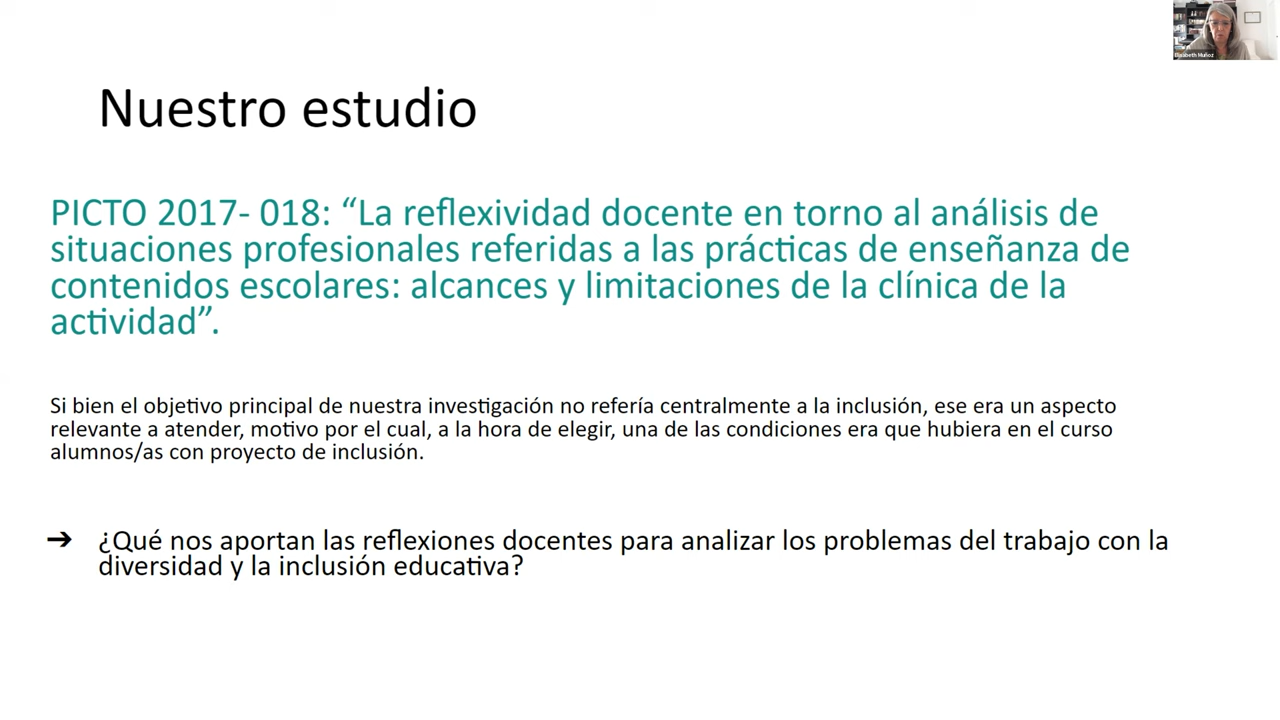 Elisabeth Muñoz
Nuestro estudio
PICTO 2017- 018: “La reflexividad docente en torno al análisis de
situaciones profesionales referidas a las prácticas de enseñanza de
contenidos escolares: alcances y limitaciones de la clínica de la
actividad”.
Si bien el objetivo principal de nuestra investigación no refería centralmente a la inclusión, ese era un aspecto
relevante a atender, motivo por el cual, a la hora de elegir, una de las condiciones era que hubiera en el curso
alumnos/as con proyecto de inclusión.
➔ ¿Qué nos aportan las reflexiones docentes para analizar los problemas del trabajo con la
diversidad y la inclusión educativa?